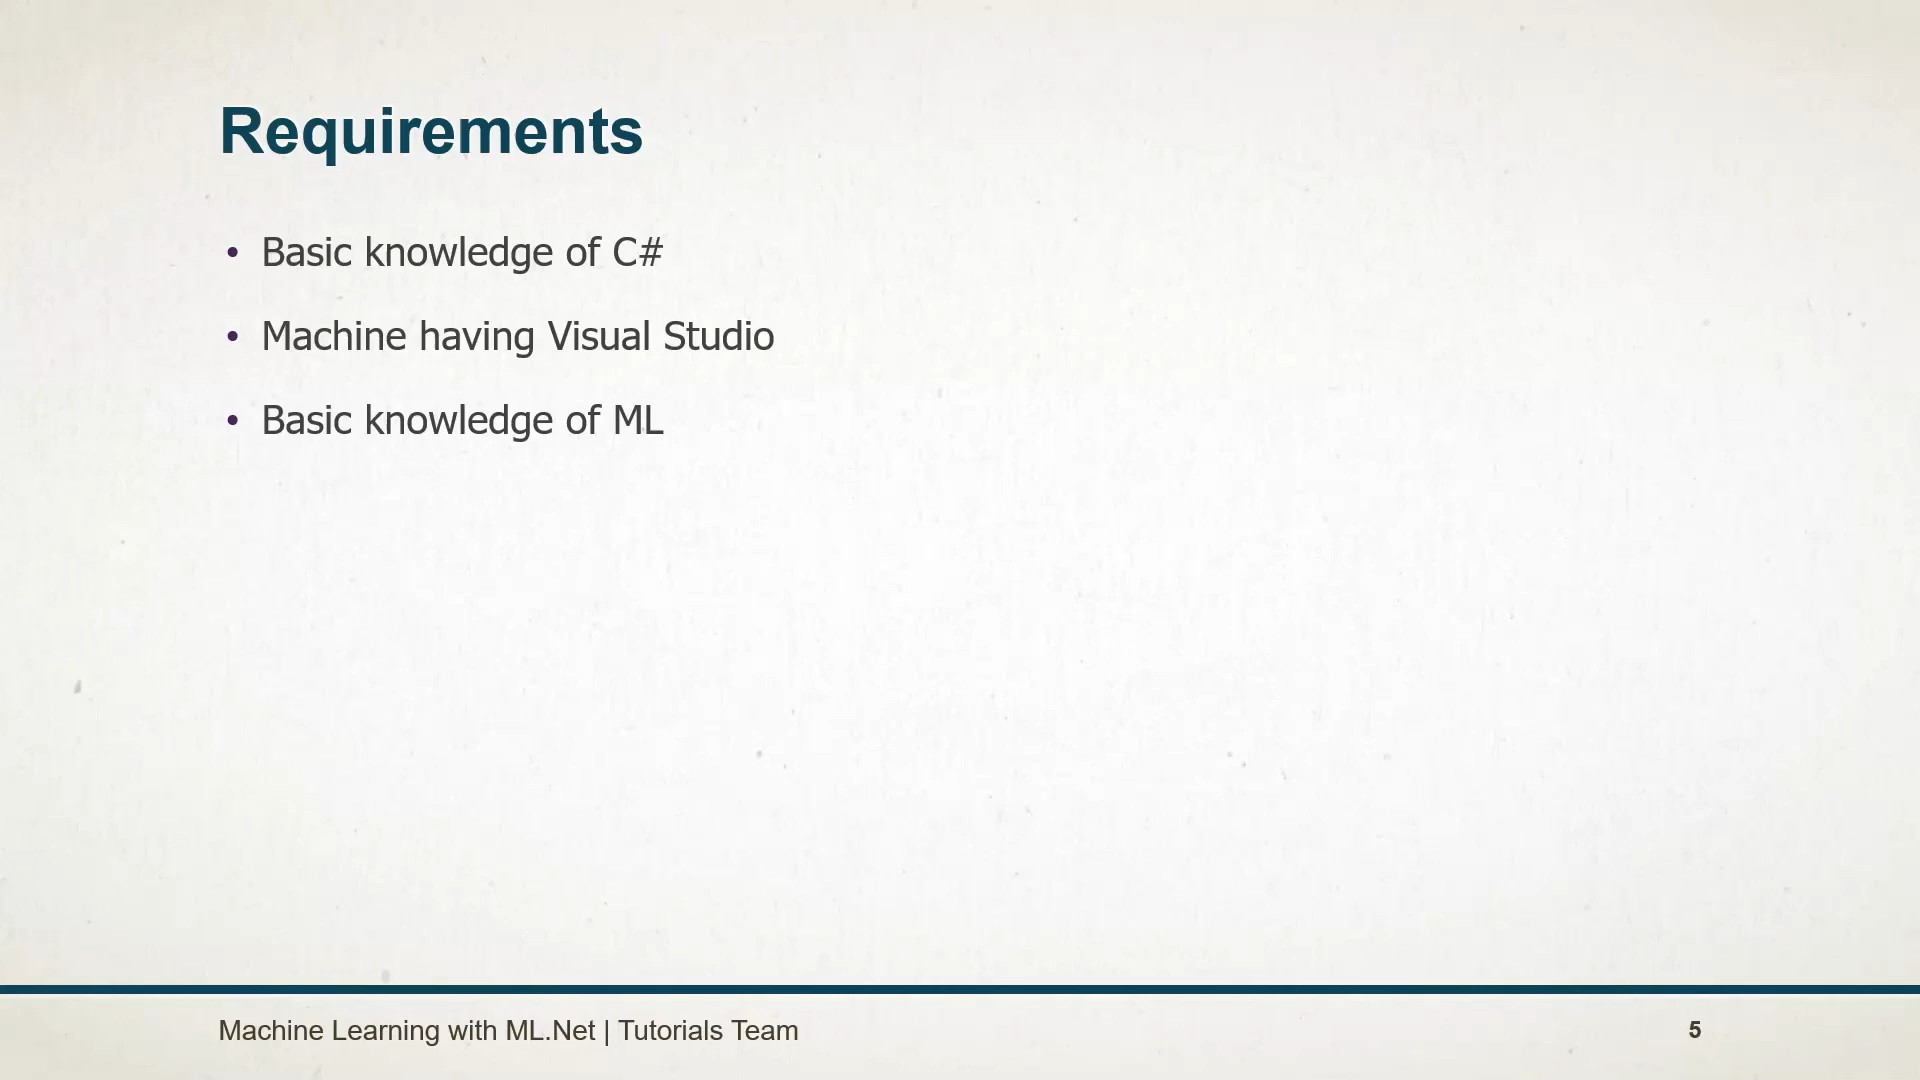 Requirements
• Basic knowledge of C#
• Machine having Visual Studio
• Basic knowledge of ML
Machine Learning with ML.Net | Tutorials Team
5